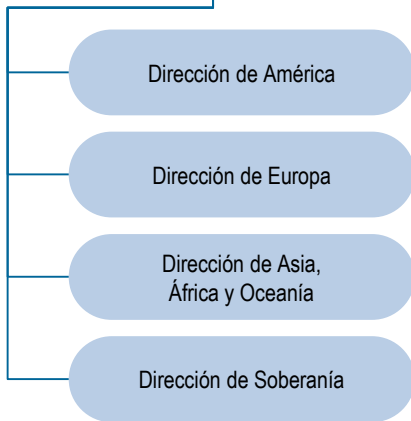 Dirección de América
Dirección de Europa
Dirección de Asia,
África y Oceanía
Dirección de Soberanía